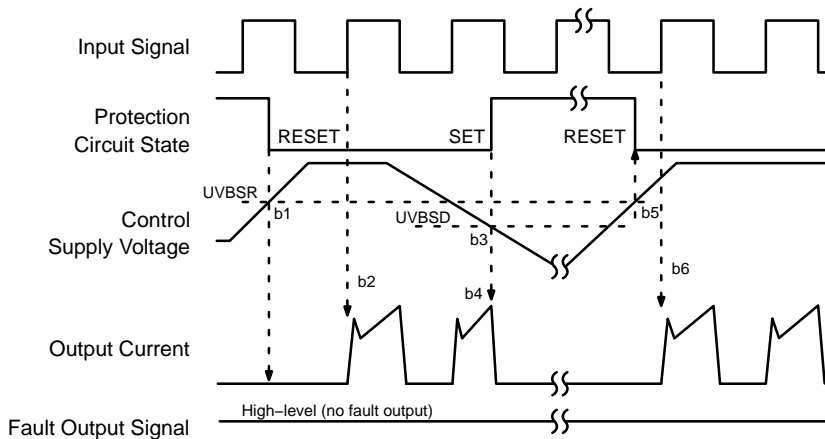 Input Signal
Protection
Circuit State
RESET
SET
RESET
UVBSR
b1
UVBSD
b3
b5
Control
Supply Voltage
b2
b4
b6
Output Current
High−level (no fault output)
Fault Output Signal